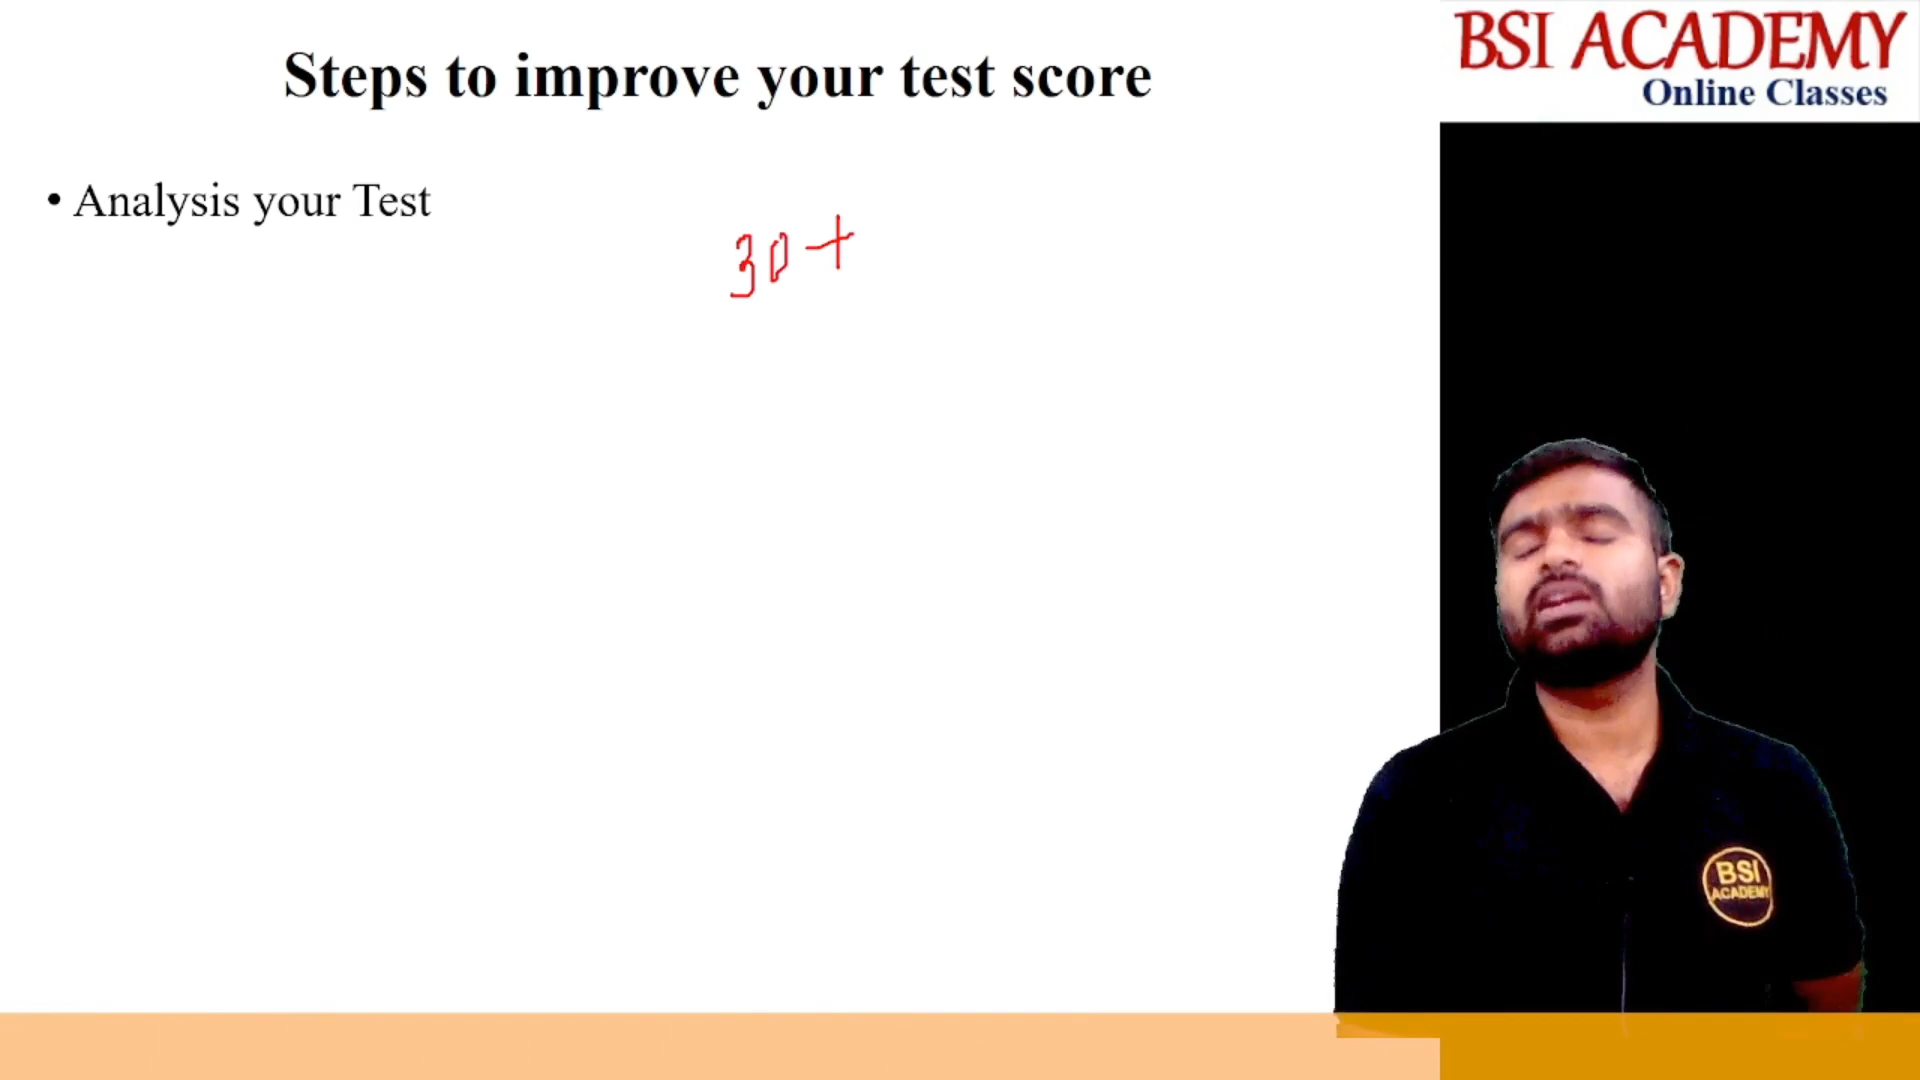 Steps to improve your test score
BSI ACADEMY
Online Classes
• Analysis your Test
30+
BSI
ACADEMY